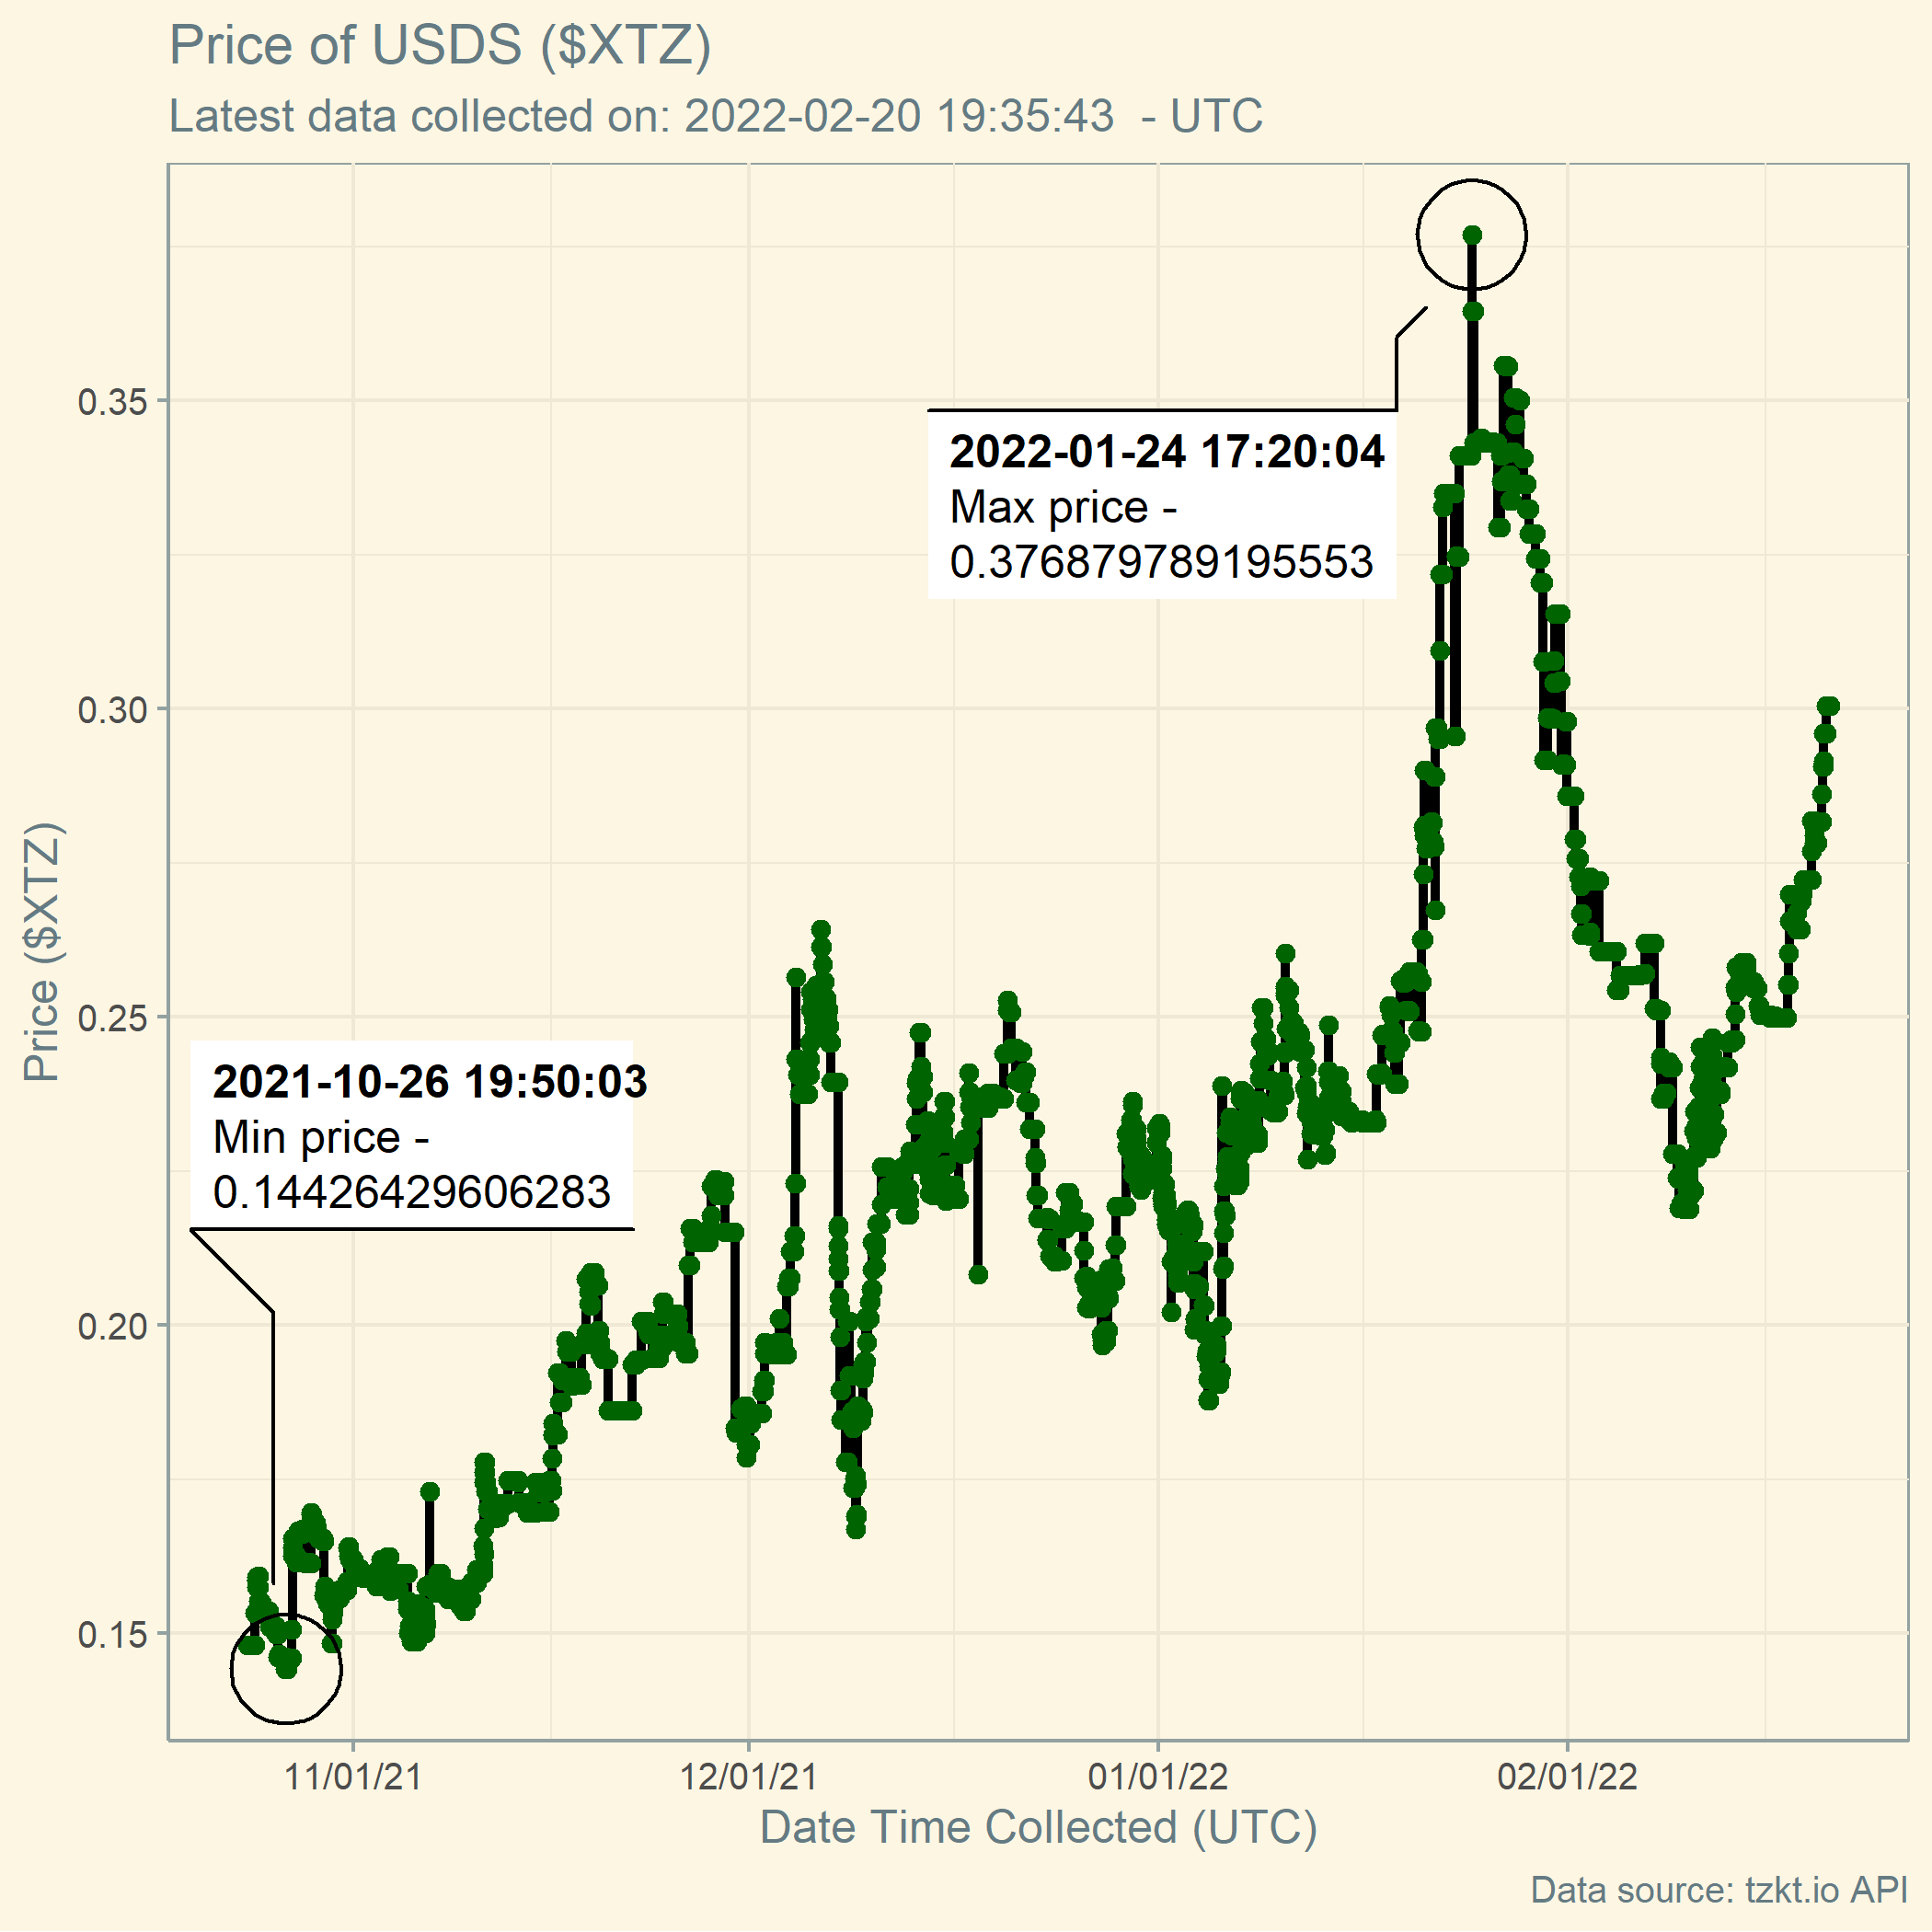 Price of USDS ($XTZ)
Latest data collected on: 2022-02-20 19:35:43  - UTC
2022-01-24 17:20:04
Max price -
0.376879789195553
2021-10-26 19:50:03
Min price -
0.14426429606283
Price ($XTZ)
0.35
0.30
0.25
0.20
0.15
11/01/21
12/01/21
01/01/22
02/01/22
Date Time Collected (UTC)
Data source: tzkt.io API